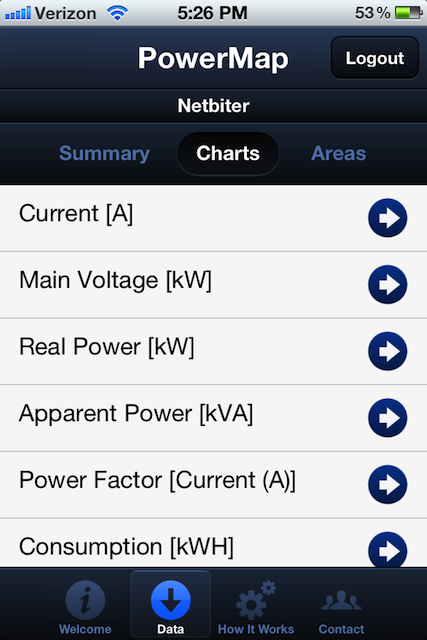 Verizon 5:26 PM 53%
PowerMap Logout
Netbiter
Summary Charts Areas
Current [A]
Main Voltage [kW]
Real Power [kW]
Apparent Power [kVA]
Power Factor [Current (A)]
Consumption [kWH]
Welcome Data How It Works Contact